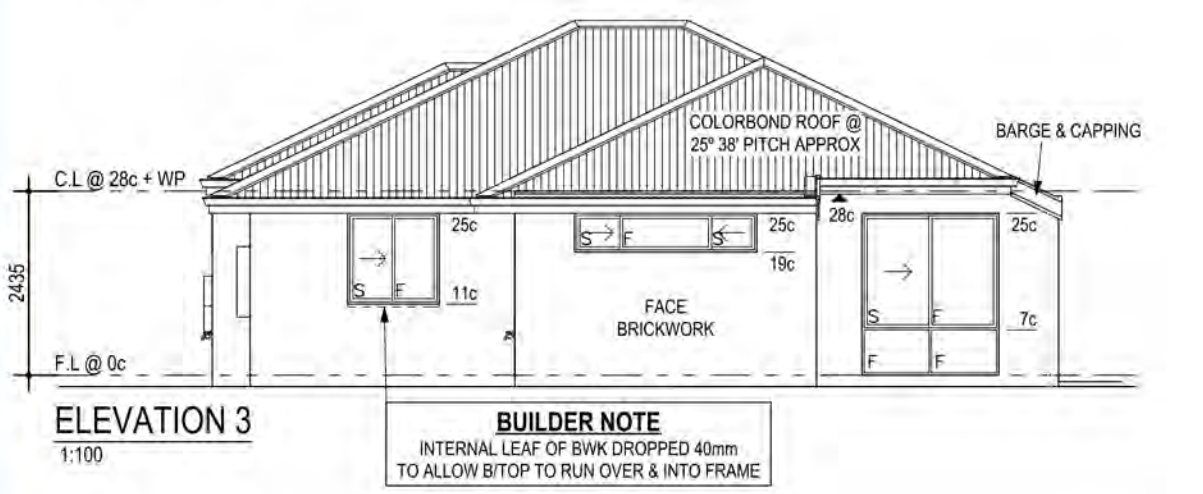 COLORBOND ROOF @
25° 38' PITCH APPROX
BARGE & CAPPING
C.L @ 28c + WP
28c
25c
25c
25c
19c
S F
S F S
S F
11c
7c
F F
2435
FACE
BRICKWORK
F.L @ 0c
ELEVATION 3
1:100
BUILDER NOTE
INTERNAL LEAF OF BWK DROPPED 40mm
TO ALLOW B/TOP TO RUN OVER & INTO FRAME